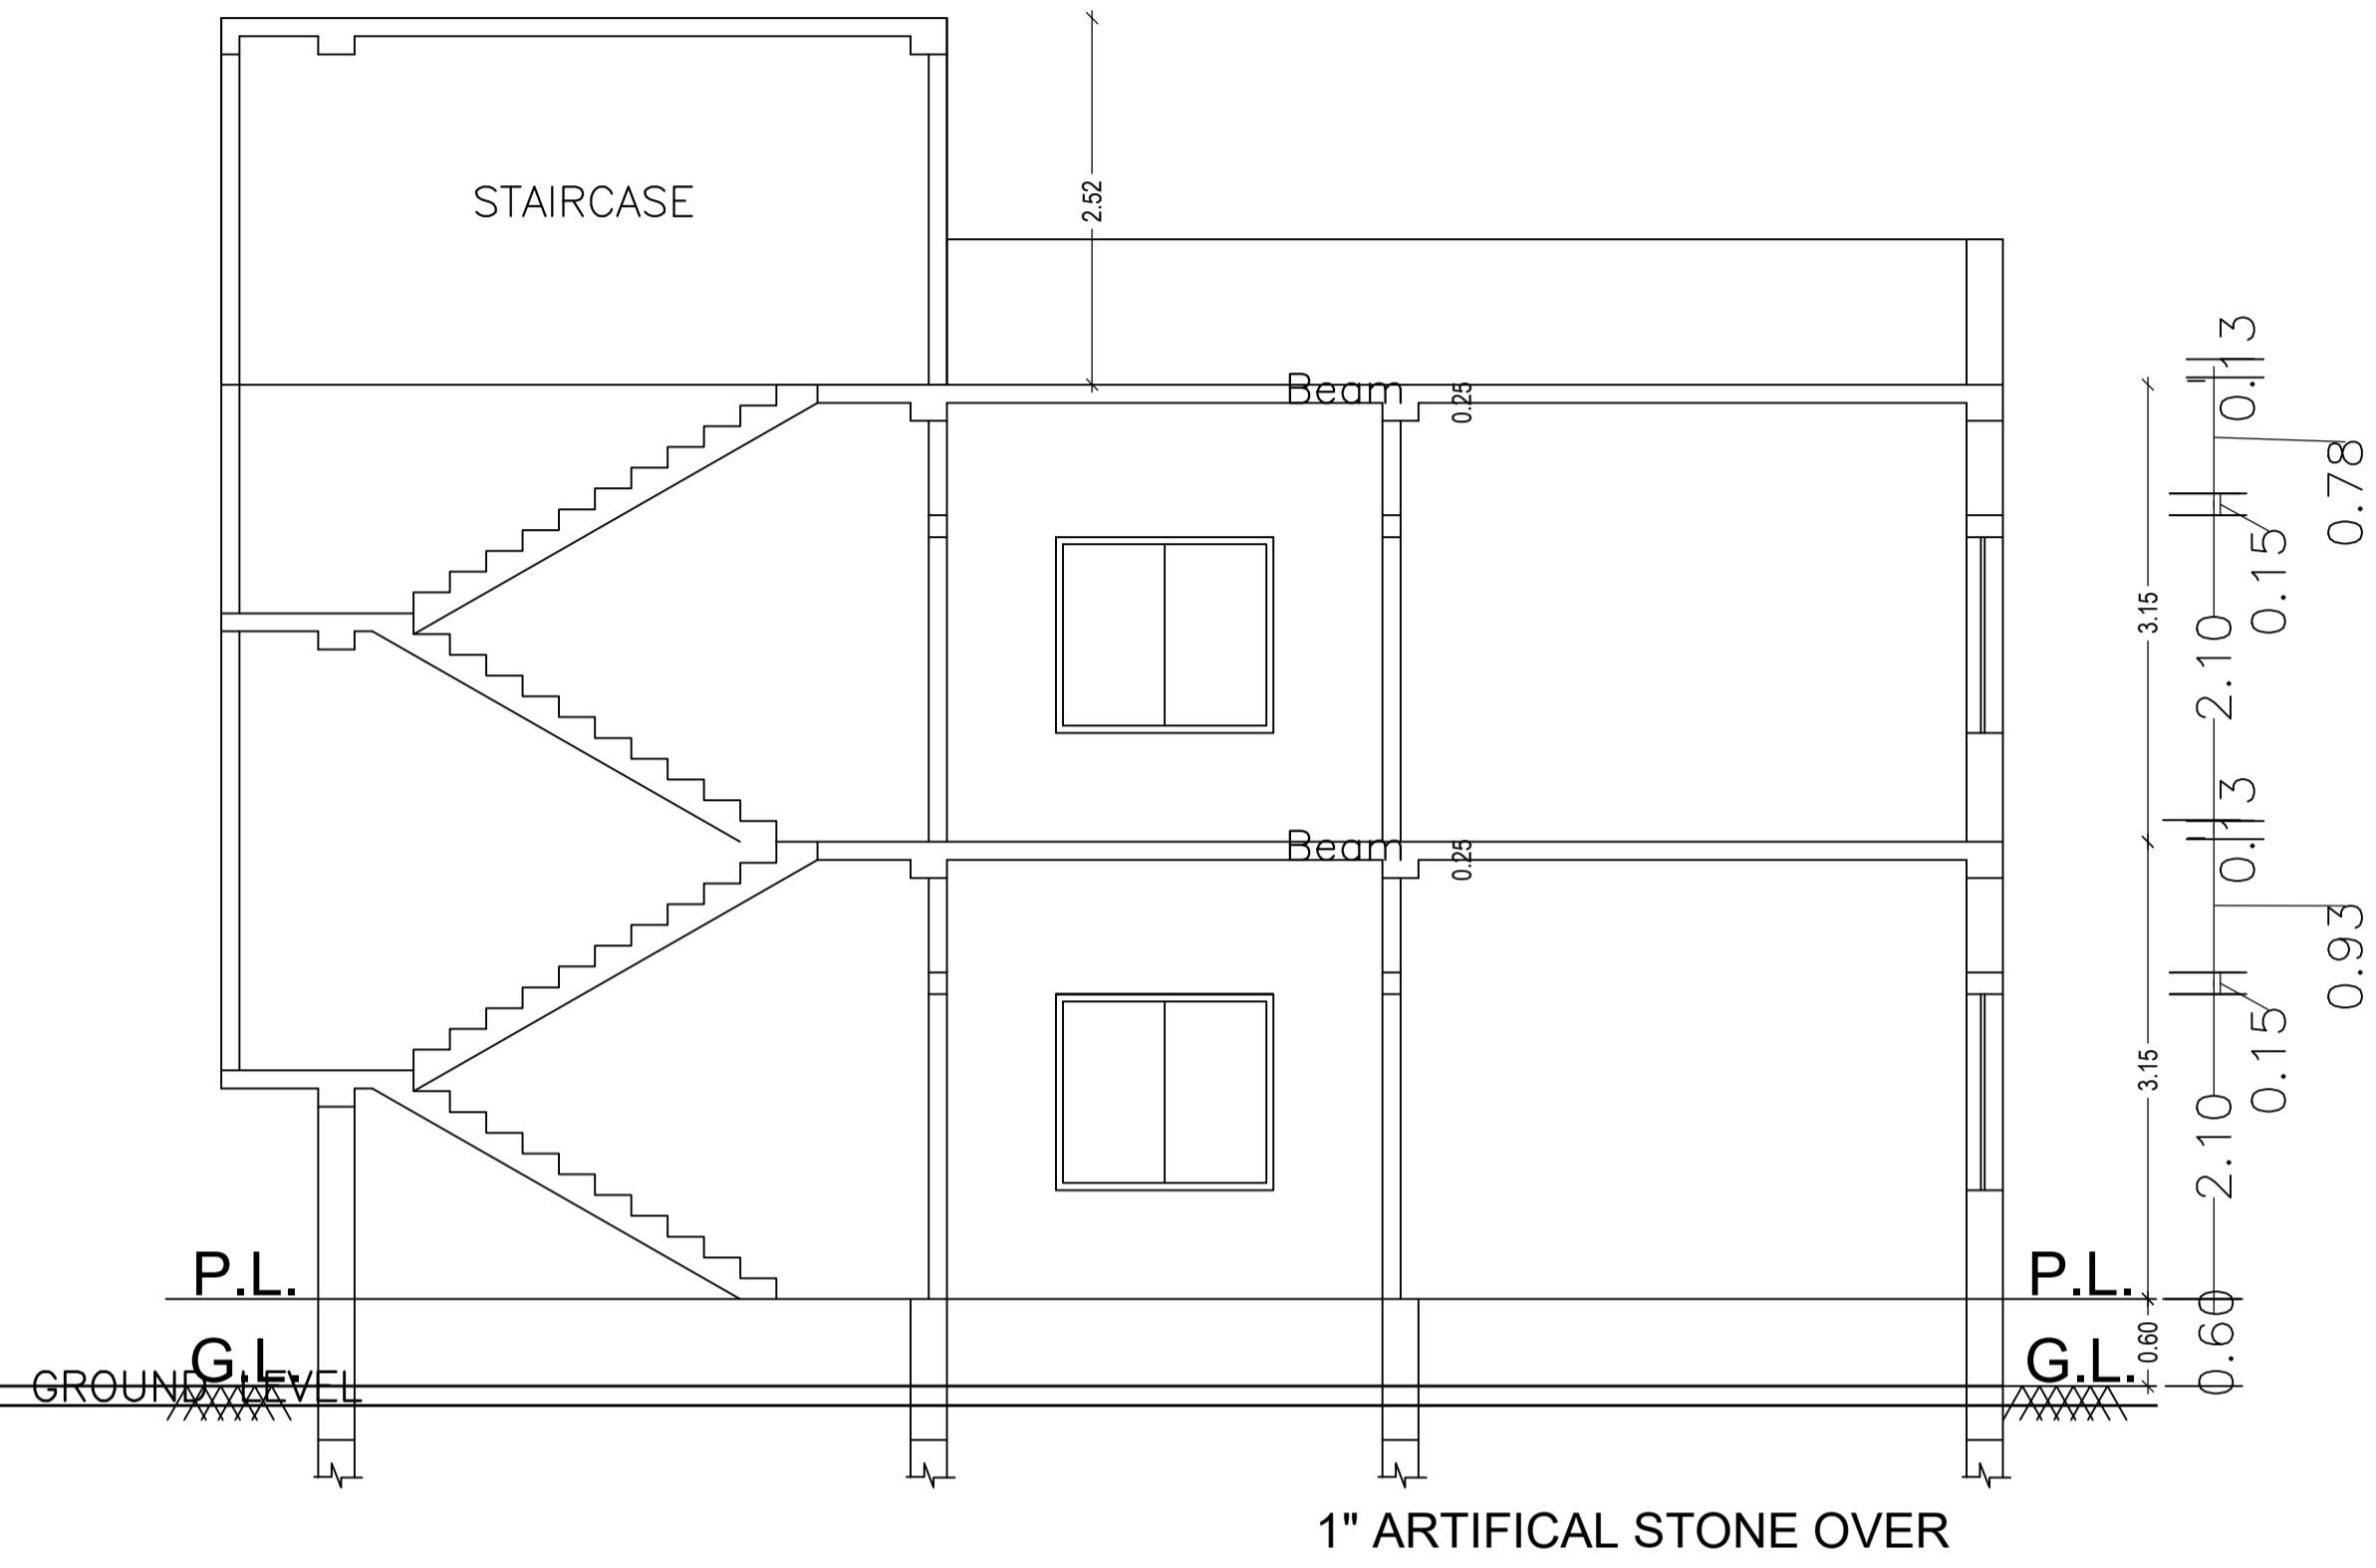 STAIRCASE
2.52
Beam
0.25
0.13
0.78
0.15
3.15
2.10
Beam
0.25
0.13
0.93
0.15
3.15
2.10
P.L.
P.L.
0.60
0.60
G.L.
G.L.
GROUND LEVEL
1" ARTIFICAL STONE OVER